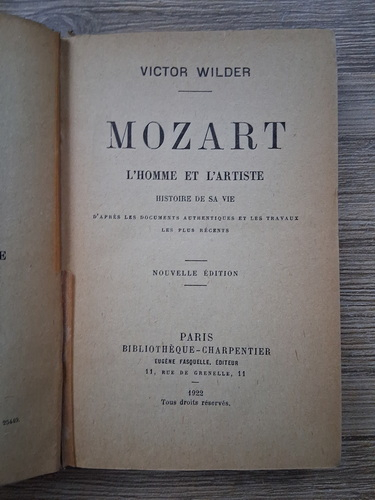 VICTOR WILDER
MOZART
L'HOMME ET L'ARTISTE
HISTOIRE DE SA VIE
D'APRÈS LES DOCUMENTS AUTHENTIQUES ET LES TRAVAUX
LES PLUS RÉCENTS
NOUVELLE ÉDITION
PARIS
BIBLIOTHÈQUE-CHARPENTIER
EUGÈNE FASQUELLE, ÉDITEUR
11, RUE DE GRENELLE, 11
1922
Tous droits réservés.
E